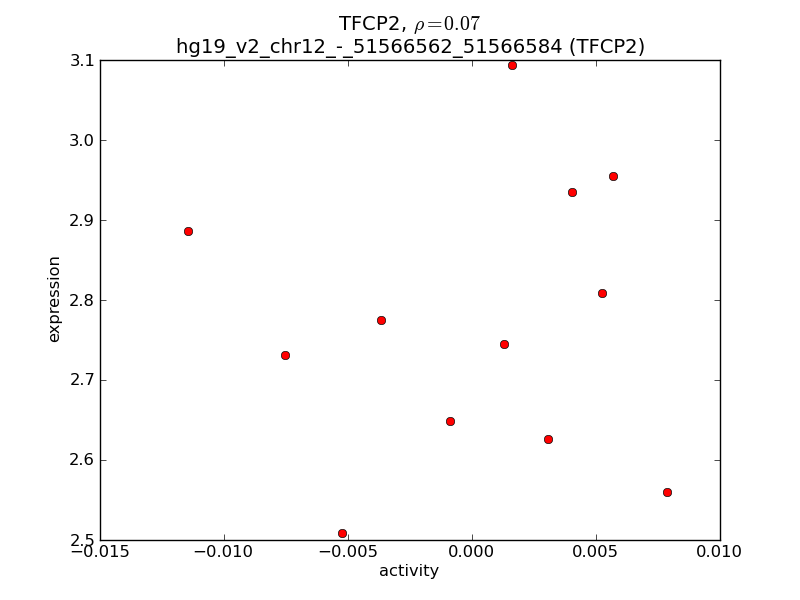 TFCP2, ρ=0.07
hg19_v2_chr12_-_51566562_51566584 (TFCP2)
3.1
3.0
2.9
2.8
2.7
2.6
2.5
expression
−0.015 −0.010 −0.005 0.000 0.005 0.010
activity